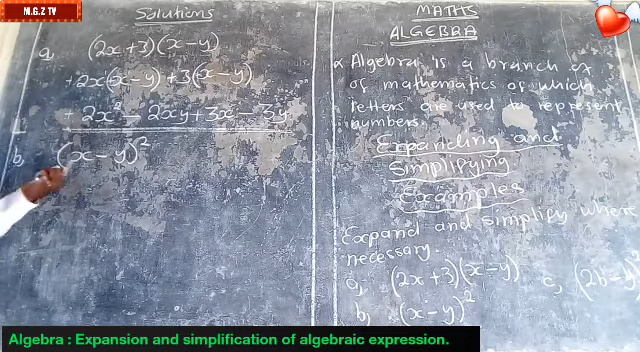 M.G.Z TV
Solutions
a, (2x+3)(x-y)
+2x(x-y)+3(x-y)
+ 2x² - 2xy + 3x - 3y
b, (x-y)²
MATHS
ALGEBRA
Algebra is a branch of
of mathematics of which
letters are used to represent
numbers.
Expanding and
Simplifying
Examples
Expand and simplify where
necessary.
a, (2x+3)(x-y) c, (2b-y)²
b, (x-y)²
Algebra : Expansion and simplification of algebraic expression.